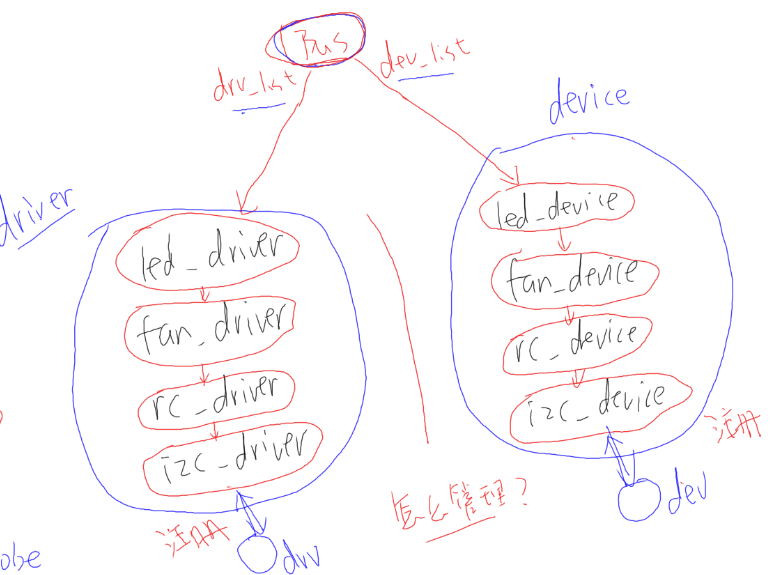 Bus
drv_list
dev_list
device
driver
led_driver
fan_driver
rc_driver
i2c_driver
led_device
fan_device
rc_device
i2c_device
注册
怎么管理?
注册
drv
dev
obe